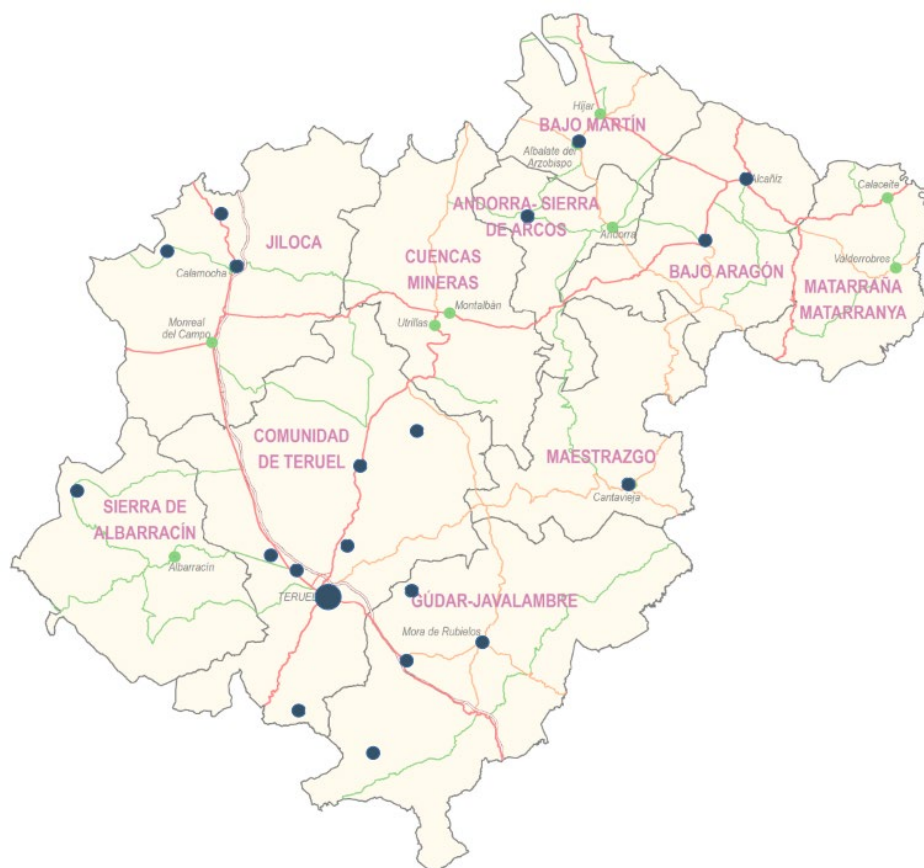 Híjar
BAJO MARTÍN
Albalate del
Arzobispo
Alcañiz
Calaceite
ANDORRA- SIERRA
DE ARCOS
Andorra
JILOCA
CUENCAS
MINERAS
BAJO ARAGÓN
Valdorrobres
Calamocha
MATARRAÑA
MATARRANYA
Montalbàn
Utrillas
Monreal
del Campo
COMUNIDAD
DE TERUEL
MAESTRAZGO
Cantavieja
SIERRA DE
ALBARRACÍN
Albarracín
TERUEL
GÚDAR-JAVALAMBRE
Mora de Rubielos